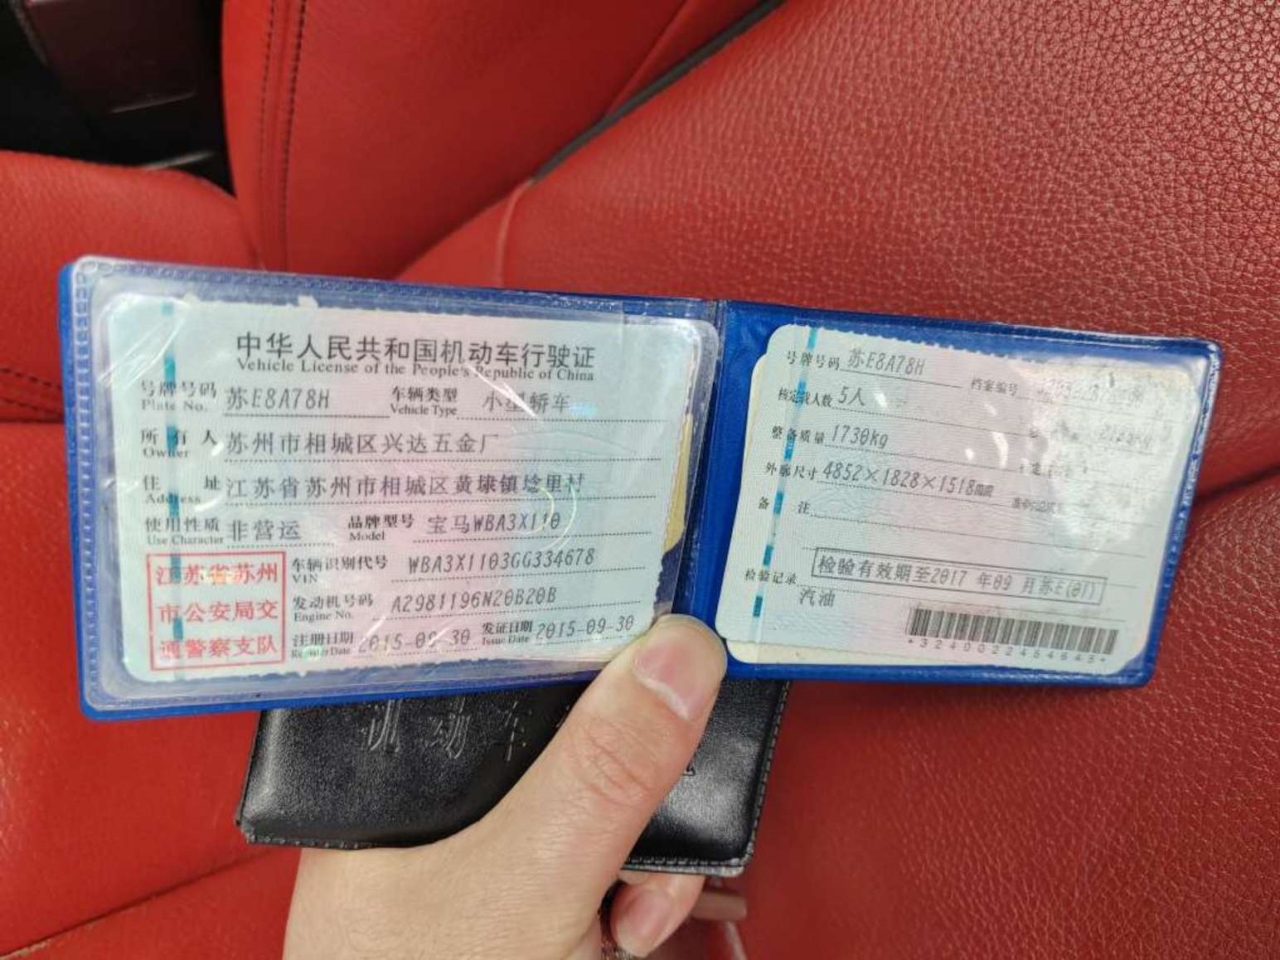 中华人民共和国机动车行驶证
Vehicle License of the People's Republic of China
号牌号码 苏E8A78H 车辆类型 小型轿车
Plate No. Vehicle Type
所有人 苏州市相城区兴达五金厂
Owner
住址 江苏省苏州市相城区黄埭镇埝里村
Address
使用性质 非营运 品牌型号 宝马WBA3X110
Use Character Model
江苏省苏州
市公安局交
通警察支队
车辆识别代号 WBA3X1103GG334678
VIN
发动机号码 A2981196N20B20B
Engine No.
注册日期 2015-09-30 发证日期 2015-09-30
Register Date Issue Date
号牌号码 苏E8A78H 档案编号
核定载人数 5人
整备质量 1730kg
外廓尺寸 4852×1828×1518
备注
检验记录 检验有效期至2017 年09 月苏E(01)
汽油
*3240022454645*
机动车